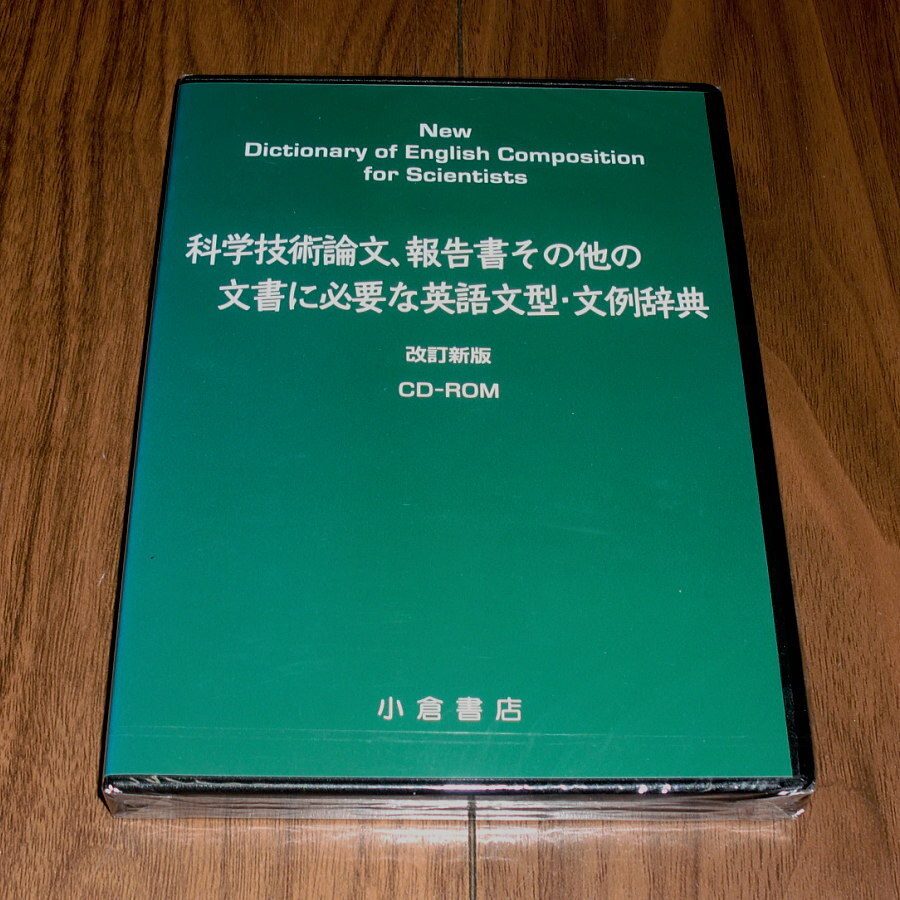 New
Dictionary of English Composition
for Scientists
科学技術論文、報告書その他の
文書に必要な英語文型・文例辞典
改訂新版
CD-ROM
小倉書店